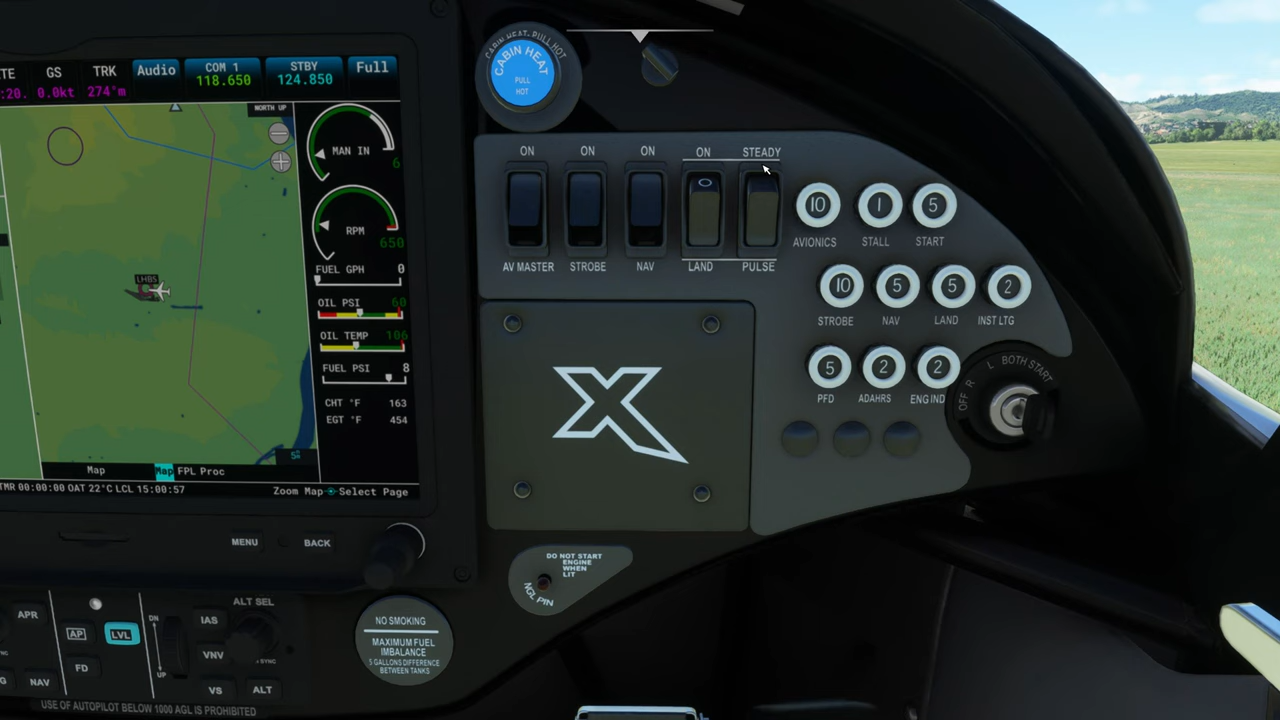 TE GS TRK Audio COM 1 STBY Full
:20. 0.0kt 274°m 118.650 124.850
NORTH UP
MAN IN
6
RPM
650
LHBS
FUEL GPH 0
OIL PSI 60
OIL TEMP 106
FUEL PSI 8
CHT °F 163
EGT °F 454
Map Map FPL Proc
TMR 00:00:00 OAT 22°C LCL 15:00:57 Zoom Map Select Page
MENU BACK
CABIN HEAT-PULL HOT
CABIN HEAT
PULL
HOT
ON ON ON ON STEADY
AV MASTER STROBE NAV LAND PULSE
10 1 5
AVIONICS STALL START
10 5 5 2
STROBE NAV LAND INST LTG
5 2 2
PFD ADAHRS ENG IND
OFF R L BOTH START
X
DO NOT START
ENGINE
WHEN
LIT
NGL PIN
NO SMOKING
MAXIMUM FUEL
IMBALANCE
5 GALLONS DIFFERENCE
BETWEEN TANKS
ALT SEL
APR AP LVL DN IAS
FD UP VNV SYNC
NAV VS ALT
USE OF AUTOPILOT BELOW 1000 AGL IS PROHIBITED